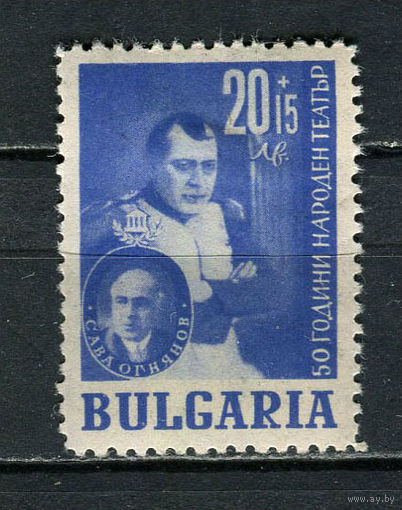 20+15
лв.
50 ГОДИНИ НАРОДЕН ТЕАТЪР
· САВА ОГНЯНОВ ·
BULGARIA
www.ay.by